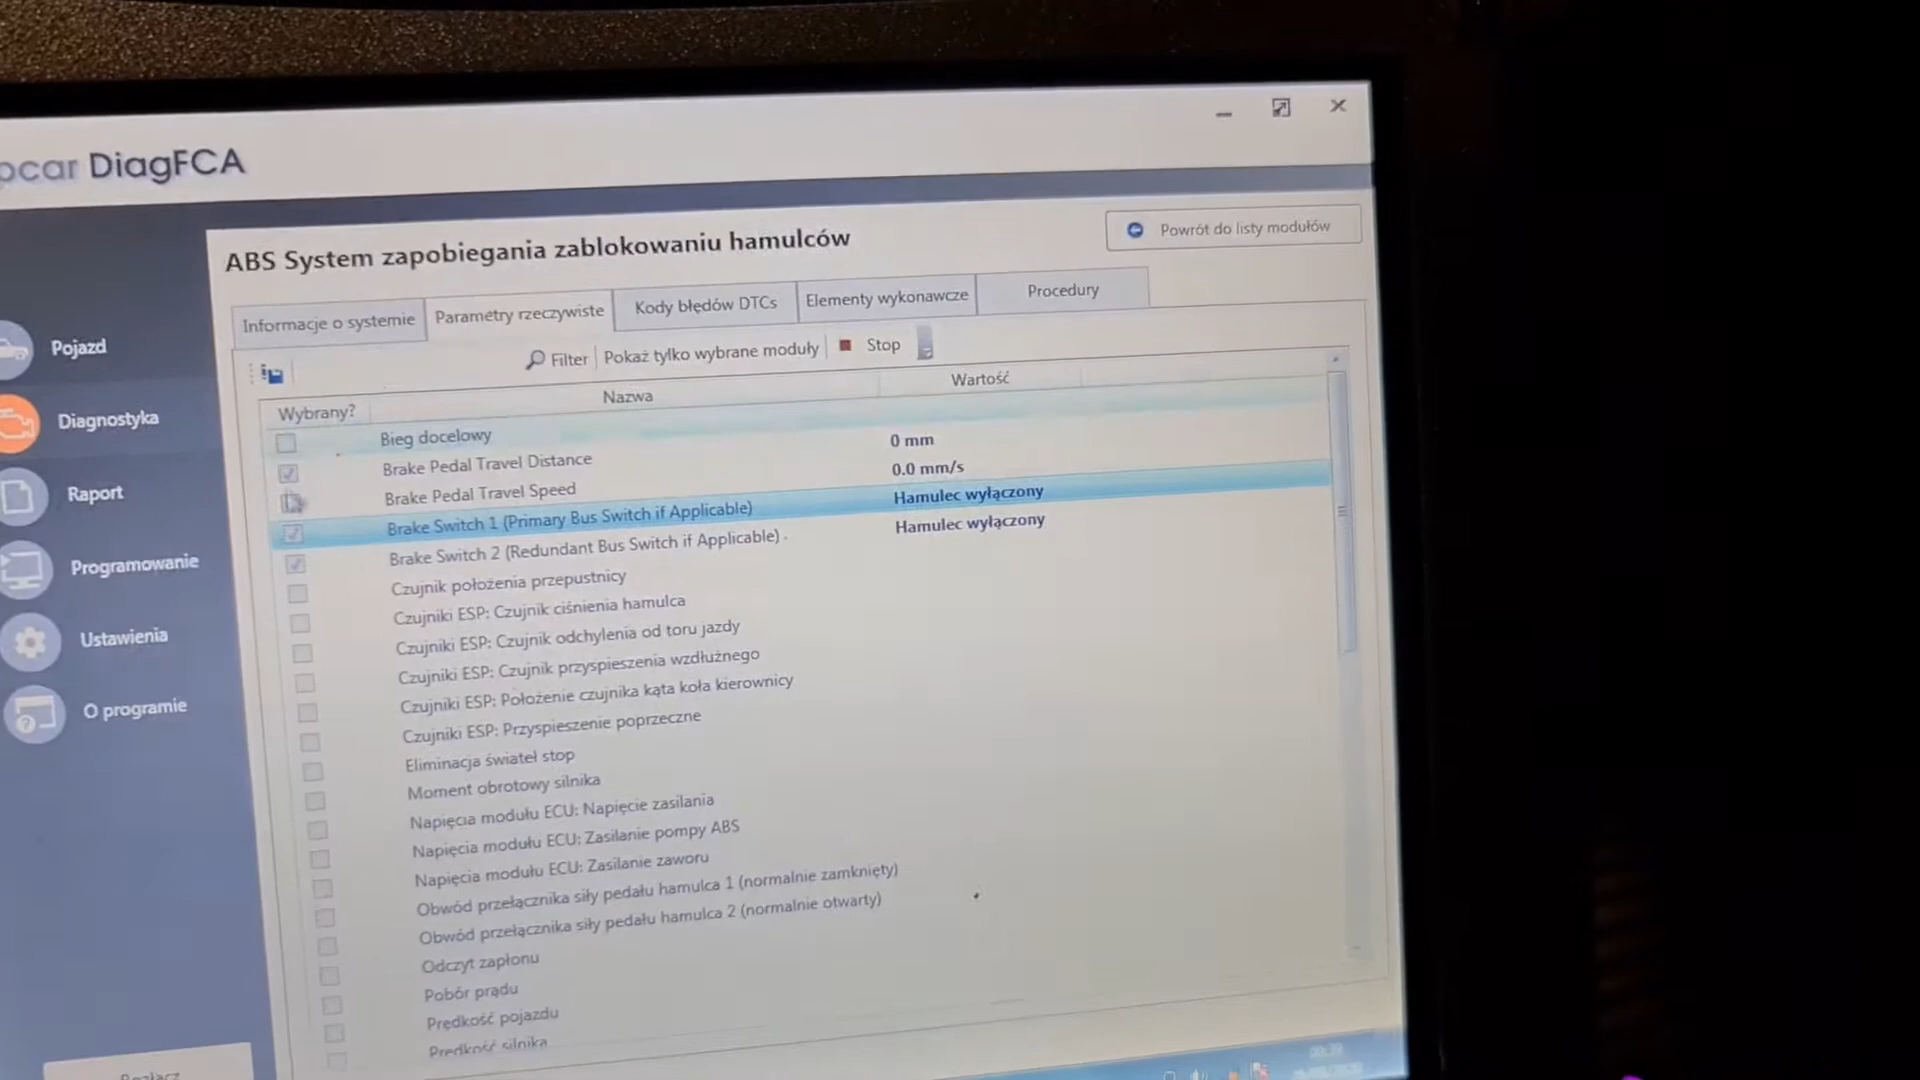 DiagFCA
ABS System zapobiegania zablokowaniu hamulców
Powrót do listy modułów
Informacje o systemie
Parametry rzeczywiste
Kody błędów DTCs
Elementy wykonawcze
Procedury
Filter
Pokaż tylko wybrane moduły
Stop
Wybrany?
Nazwa
Wartość
Pojazd
Diagnostyka
Raport
Programowanie
Ustawienia
O programie
Bieg docelowy
Brake Pedal Travel Distance
0 mm
Brake Pedal Travel Speed
0.0 mm/s
Brake Switch 1 (Primary Bus Switch if Applicable)
Hamulec wyłączony
Brake Switch 2 (Redundant Bus Switch if Applicable)
Hamulec wyłączony
Czujnik położenia przepustnicy
Czujniki ESP: Czujnik ciśnienia hamulca
Czujniki ESP: Czujnik odchylenia od toru jazdy
Czujniki ESP: Czujnik przyspieszenia wzdłużnego
Czujniki ESP: Położenie czujnika kąta koła kierownicy
Czujniki ESP: Przyspieszenie poprzeczne
Eliminacja świateł stop
Moment obrotowy silnika
Napięcia modułu ECU: Napięcie zasilania
Napięcia modułu ECU: Zasilanie pompy ABS
Napięcia modułu ECU: Zasilanie zaworu
Obwód przełącznika siły pedału hamulca 1 (normalnie zamknięty)
Obwód przełącznika siły pedału hamulca 2 (normalnie otwarty)
Odczyt zapłonu
Pobór prądu
Prędkość pojazdu
Prędkość silnika